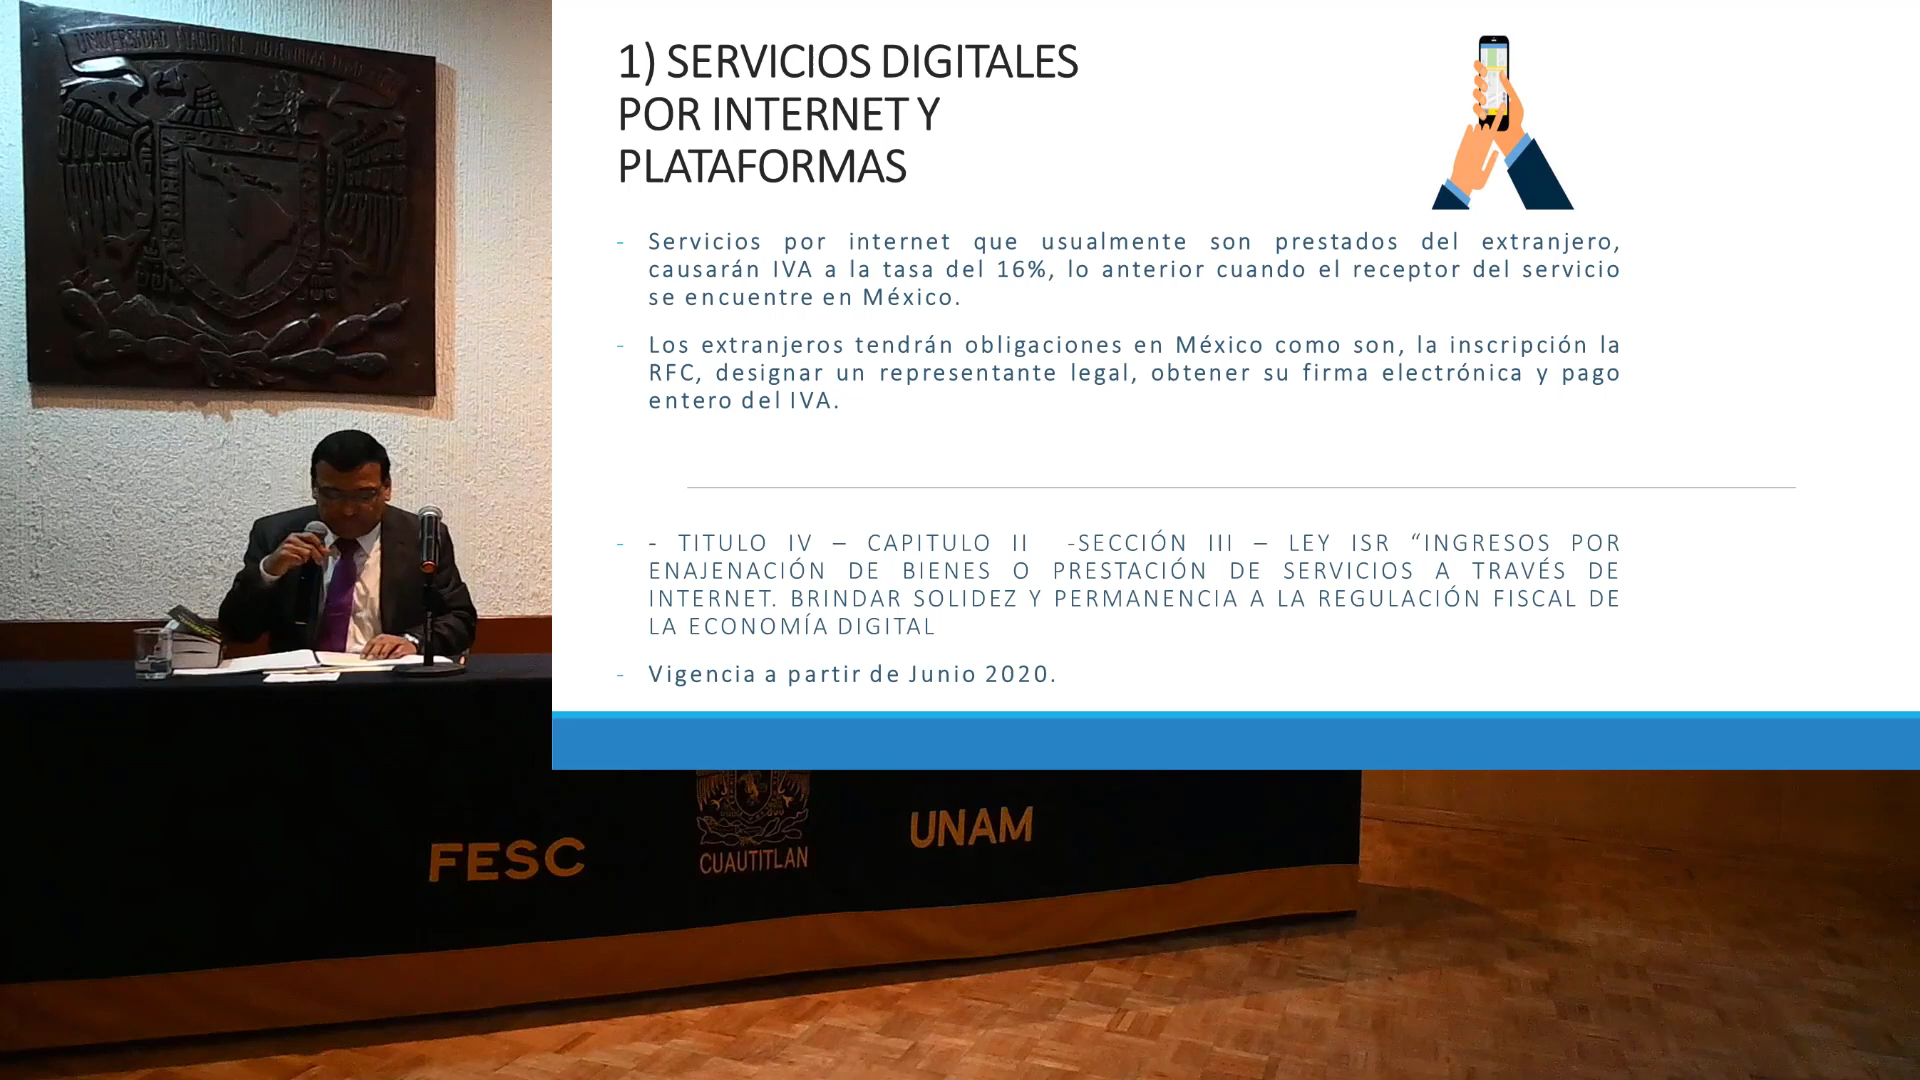 UNIVERSIDAD NACIONAL AUTONOMA
1) SERVICIOS DIGITALES
POR INTERNET Y
PLATAFORMAS
- Servicios por internet que usualmente son prestados del extranjero,
causarán IVA a la tasa del 16%, lo anterior cuando el receptor del servicio
se encuentre en México.
- Los extranjeros tendrán obligaciones en México como son, la inscripción la
RFC, designar un representante legal, obtener su firma electrónica y pago
entero del IVA.
- - TITULO IV – CAPITULO II -SECCIÓN III – LEY ISR “INGRESOS POR
ENAJENACIÓN DE BIENES O PRESTACIÓN DE SERVICIOS A TRAVÉS DE
INTERNET. BRINDAR SOLIDEZ Y PERMANENCIA A LA REGULACIÓN FISCAL DE
LA ECONOMÍA DIGITAL
- Vigencia a partir de Junio 2020.
FESC
CUAUTITLAN
UNAM